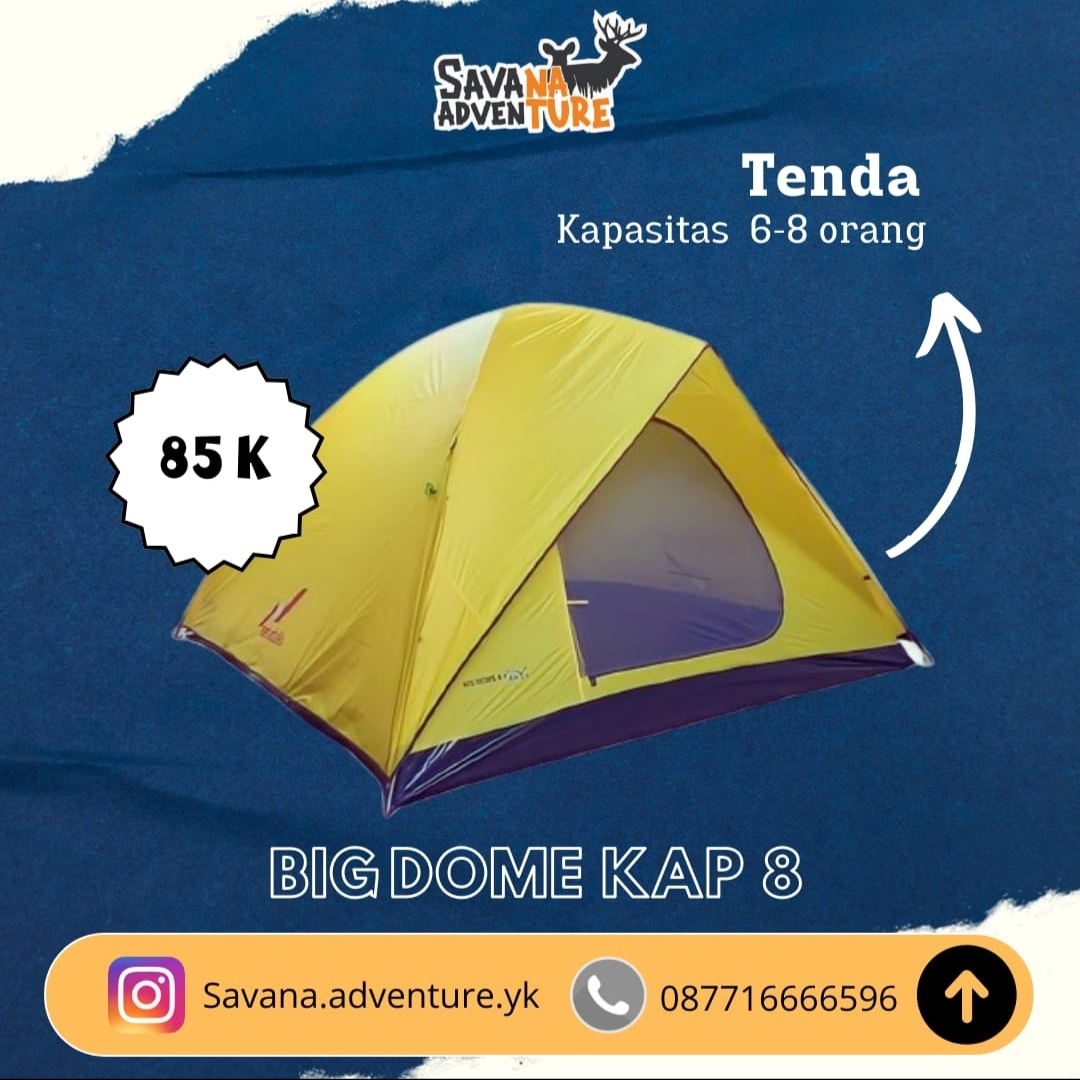 SAVANA
ADVENTURE
Tenda
Kapasitas 6-8 orang
85 K
BIG DOME KAP 8
Savana.adventure.yk
087716666596